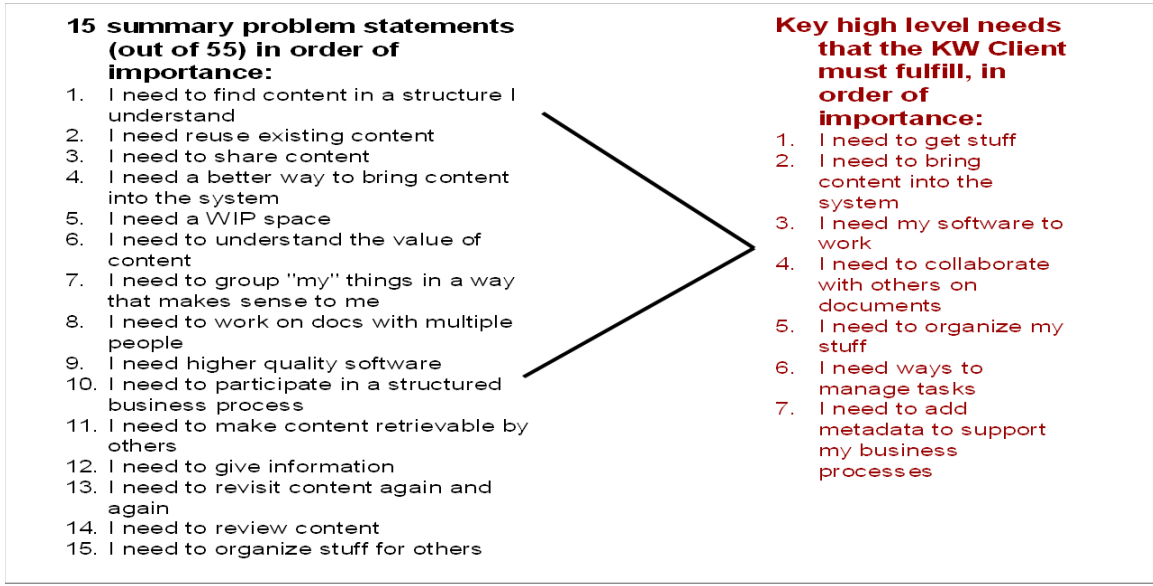 15 summary problem statements
(out of 55) in order of
importance:
1. I need to find content in a structure I
understand
2. I need reuse existing content
3. I need to share content
4. I need a better way to bring content
into the system
5. I need a WIP space
6. I need to understand the value of
content
7. I need to group "my" things in a way
that makes sense to me
8. I need to work on docs with multiple
people
9. I need higher quality software
10. I need to participate in a structured
business process
11. I need to make content retrievable by
others
12. I need to give information
13. I need to revisit content again and
again
14. I need to review content
15. I need to organize stuff for others
Key high level needs
that the KW Client
must fulfill, in
order of
importance:
1. I need to get stuff
2. I need to bring
content into the
system
3. I need my software to
work
4. I need to collaborate
with others on
documents
5. I need to organize my
stuff
6. I need ways to
manage tasks
7. I need to add
metadata to support
my business
processes